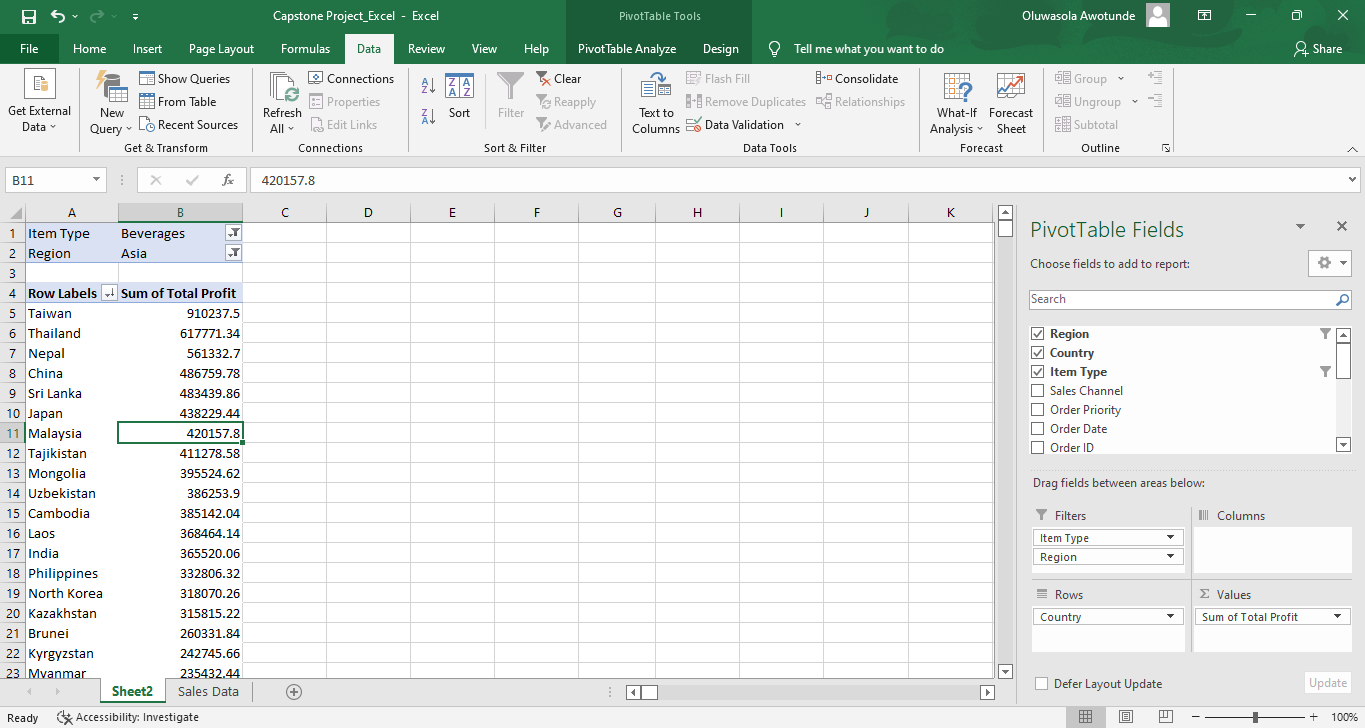 Capstone Project_Excel - Excel
PivotTable Tools
Oluwasola Awotunde
File Home Insert Page Layout Formulas Data Review View Help PivotTable Analyze Design Tell me what you want to do Share
Get External Data
New Query
Show Queries
From Table
Recent Sources
Get & Transform
Refresh All
Connections
Properties
Edit Links
Connections
Sort
Filter
Clear
Reapply
Advanced
Sort & Filter
Text to Columns
Flash Fill
Remove Duplicates
Data Validation
Consolidate
Relationships
Data Tools
What-If Analysis
Forecast Sheet
Forecast
Group
Ungroup
Subtotal
Outline
B11
fx
420157.8
A B C D E F G H I J K
1 Item Type Beverages
2 Region Asia
3
4 Row Labels Sum of Total Profit
5 Taiwan 910237.5
6 Thailand 617771.34
7 Nepal 561332.7
8 China 486759.78
9 Sri Lanka 483439.86
10 Japan 438229.44
11 Malaysia 420157.8
12 Tajikistan 411278.58
13 Mongolia 395524.62
14 Uzbekistan 386253.9
15 Cambodia 385142.04
16 Laos 368464.14
17 India 365520.06
18 Philippines 332806.32
19 North Korea 318070.26
20 Kazakhstan 315815.22
21 Brunei 260331.84
22 Kyrgyzstan 242745.66
23 Myanmar 235432.44
PivotTable Fields
Choose fields to add to report:
Search
Region
Country
Item Type
Sales Channel
Order Priority
Order Date
Order ID
Drag fields between areas below:
Filters
Item Type
Region
Columns
Rows
Country
Σ Values
Sum of Total Profit
Defer Layout Update
Update
Sheet2 Sales Data
Ready
Accessibility: Investigate
100%